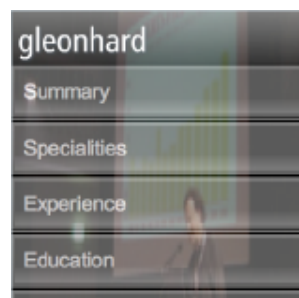 gleonhard
Summary
Specialities
Experience
Education